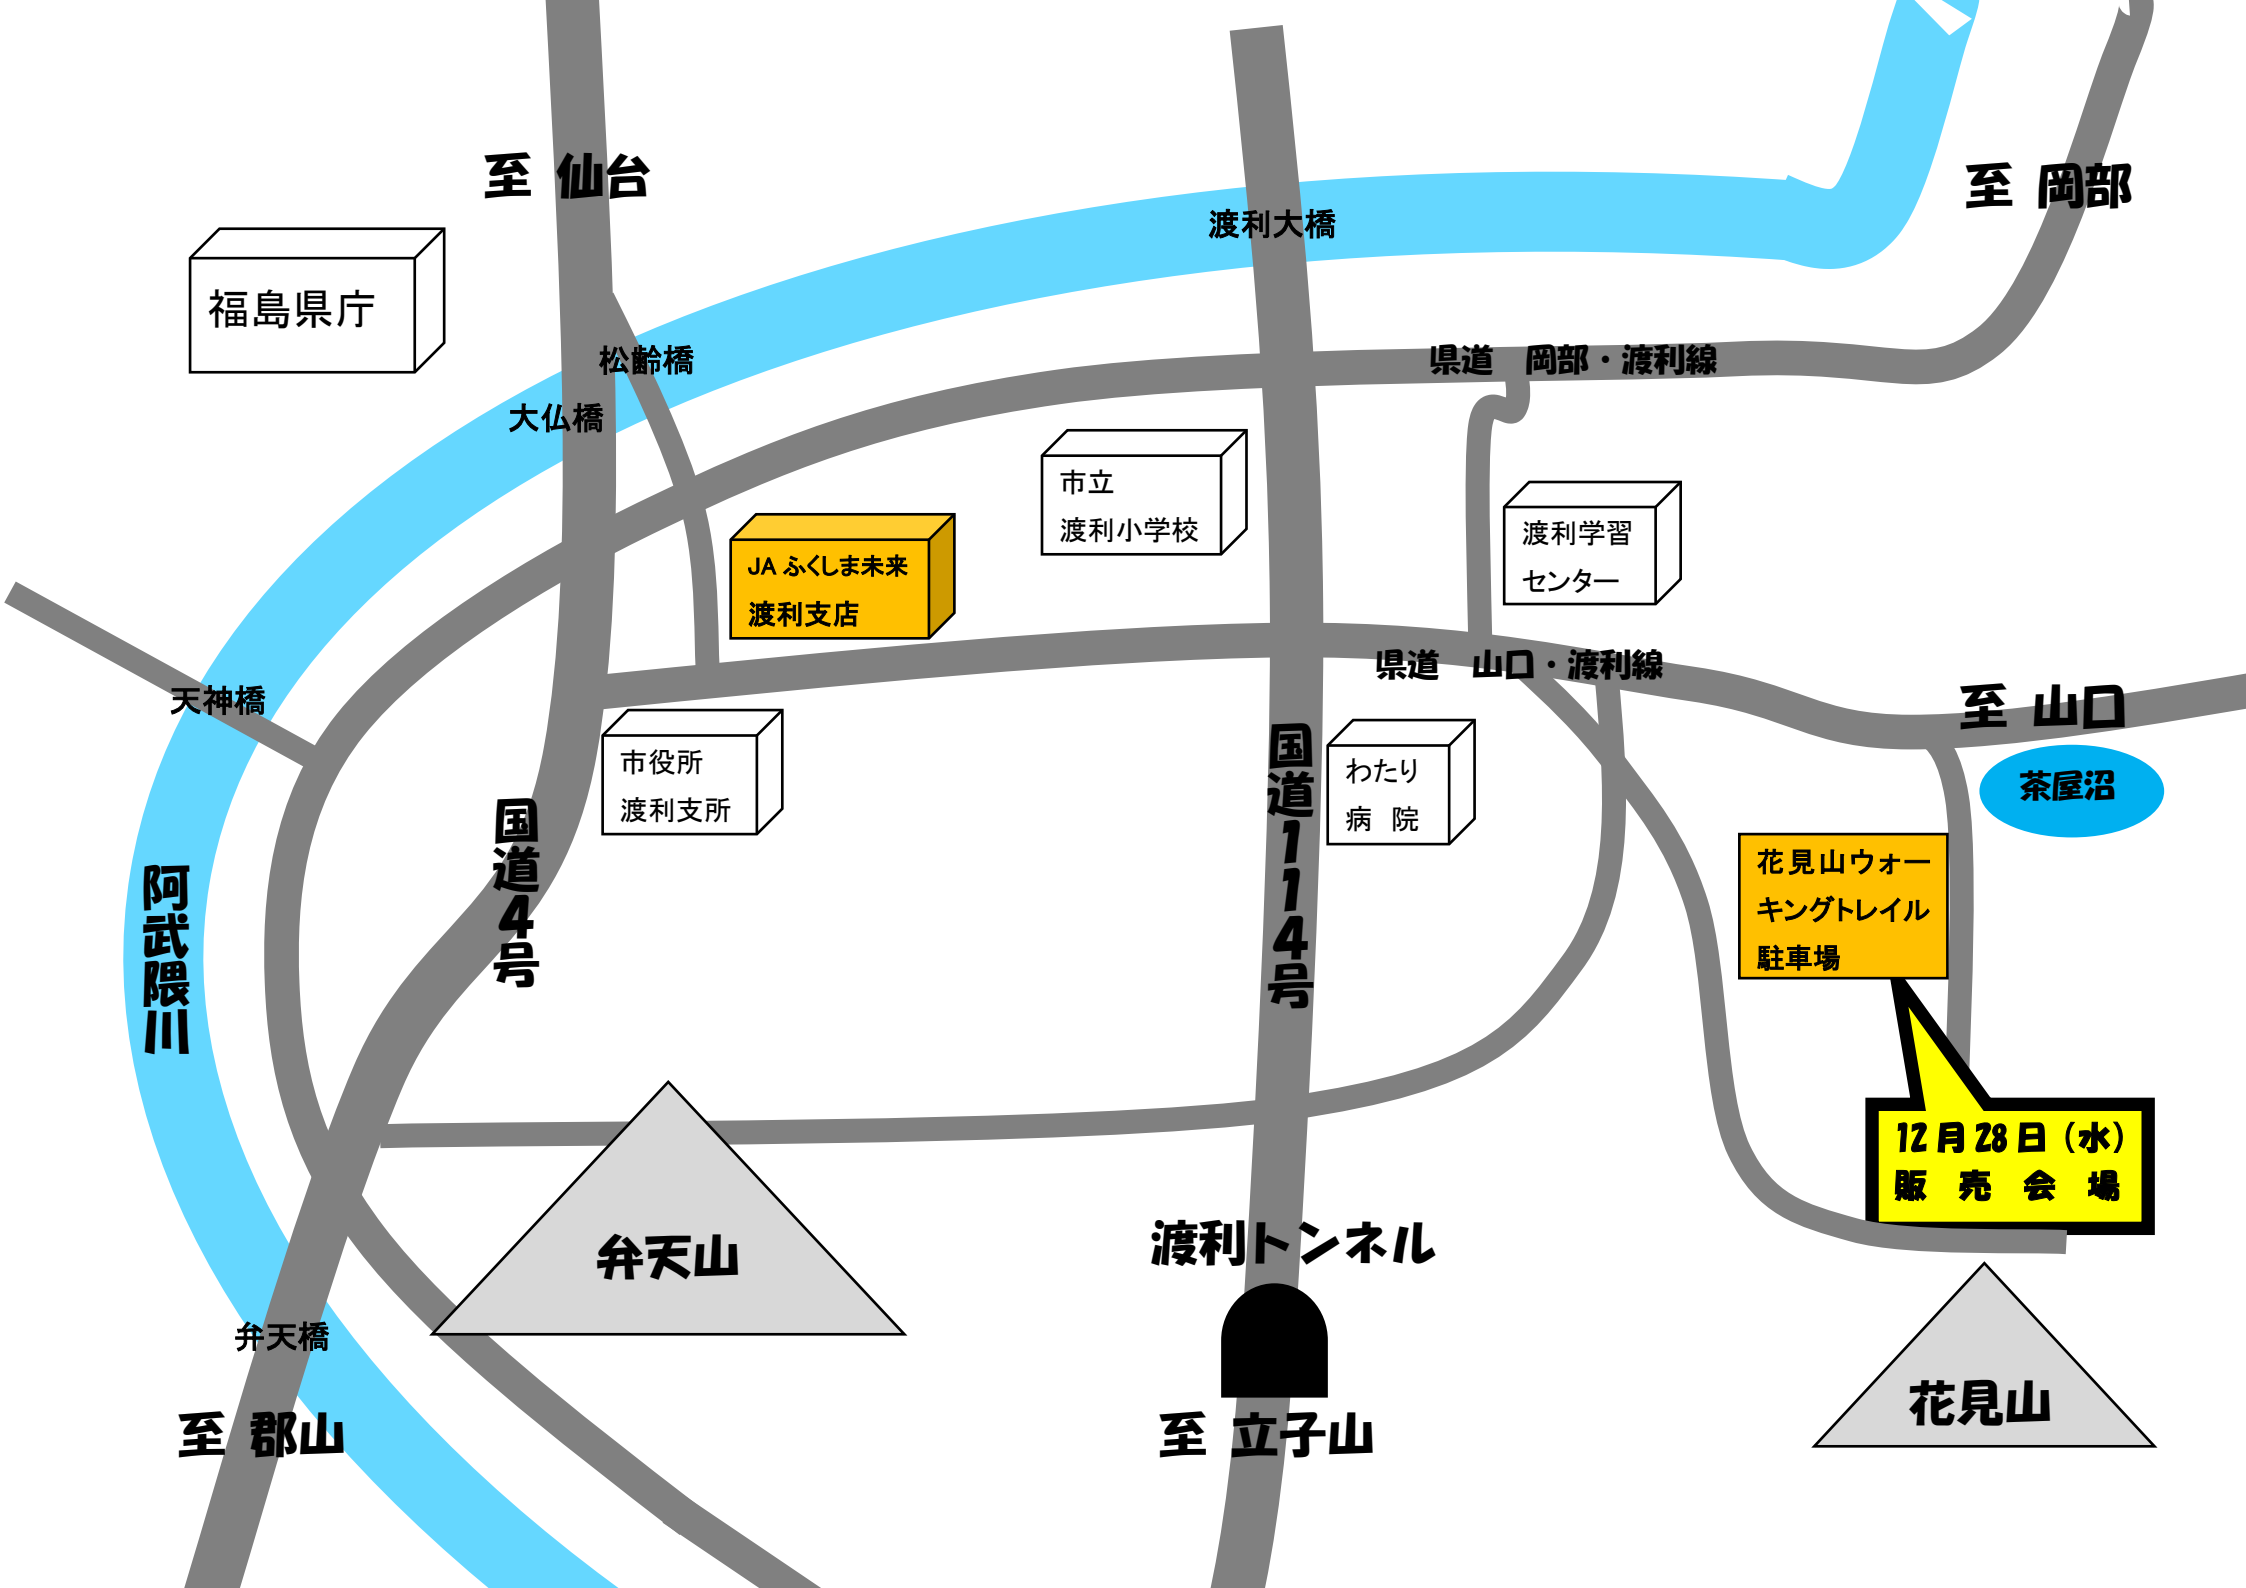 至 仙台
至 岡部
渡利大橋
福島県庁
松齢橋
県道　岡部・渡利線
大仏橋
市立
渡利小学校
渡利学習
センター
JAふくしま未来
渡利支店
県道　山口・渡利線
天神橋
至 山口
市役所
渡利支所
国道114号
わたり
病　院
茶屋沼
国道4号
花見山ウォー
キングトレイル
駐車場
阿武隈川
12月28日（水）
販　売　会　場
弁天山
渡利トンネル
弁天橋
花見山
至 郡山
至 立子山